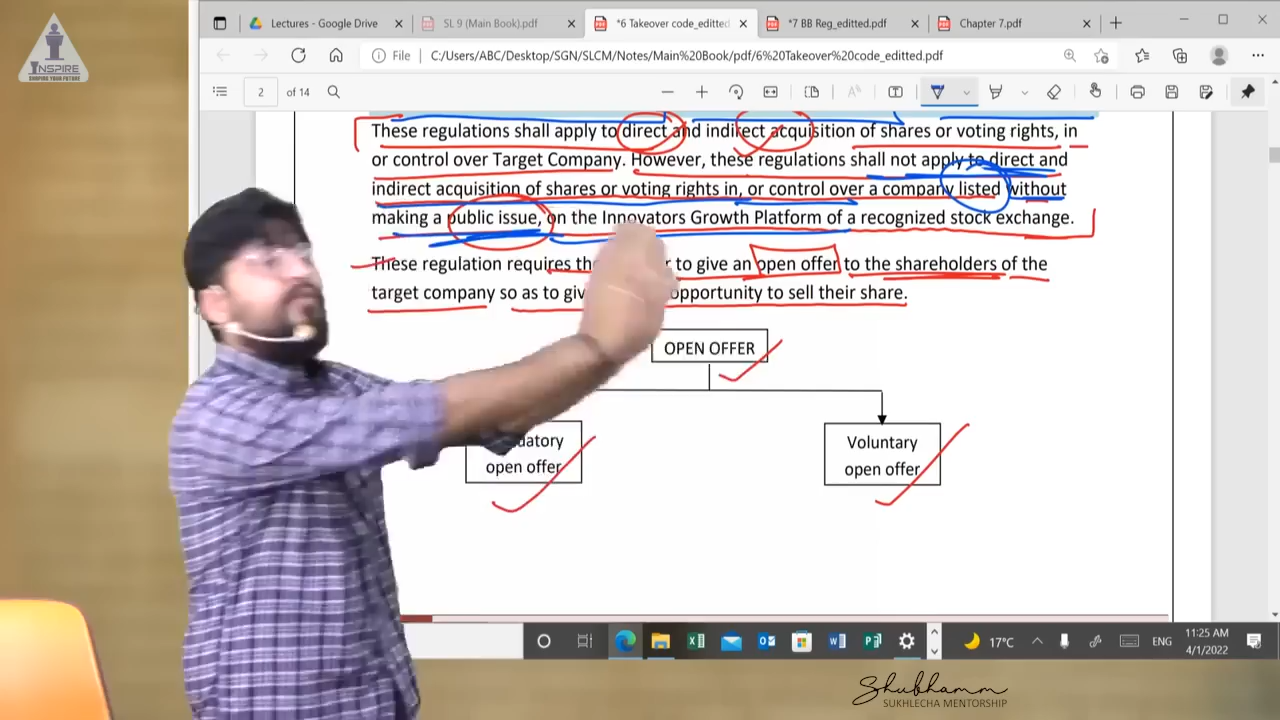 Lectures - Google Drive
SL 9 (Main Book).pdf
*6 Takeover code_editted
*7 BB Reg_editted.pdf
Chapter 7.pdf
INSPIRE
SHAPING YOUR FUTURE
File
C:/Users/ABC/Desktop/SGN/SLCM/Notes/Main%20Book/pdf/6%20Takeover%20code_editted.pdf
2 of 14
These regulations shall apply to direct and indirect acquisition of shares or voting rights, in
or control over Target Company. However, these regulations shall not apply to direct and
indirect acquisition of shares or voting rights in, or control over a company listed without
making a public issue, on the Innovators Growth Platform of a recognized stock exchange.
These regulation requires to give an open offer to the shareholders of the
target company so as to opportunity to sell their share.
OPEN OFFER
open offer
Voluntary
open offer
17°C
ENG
11:25 AM
4/1/2022
Shubhamm
SUKHLECHA MENTORSHIP